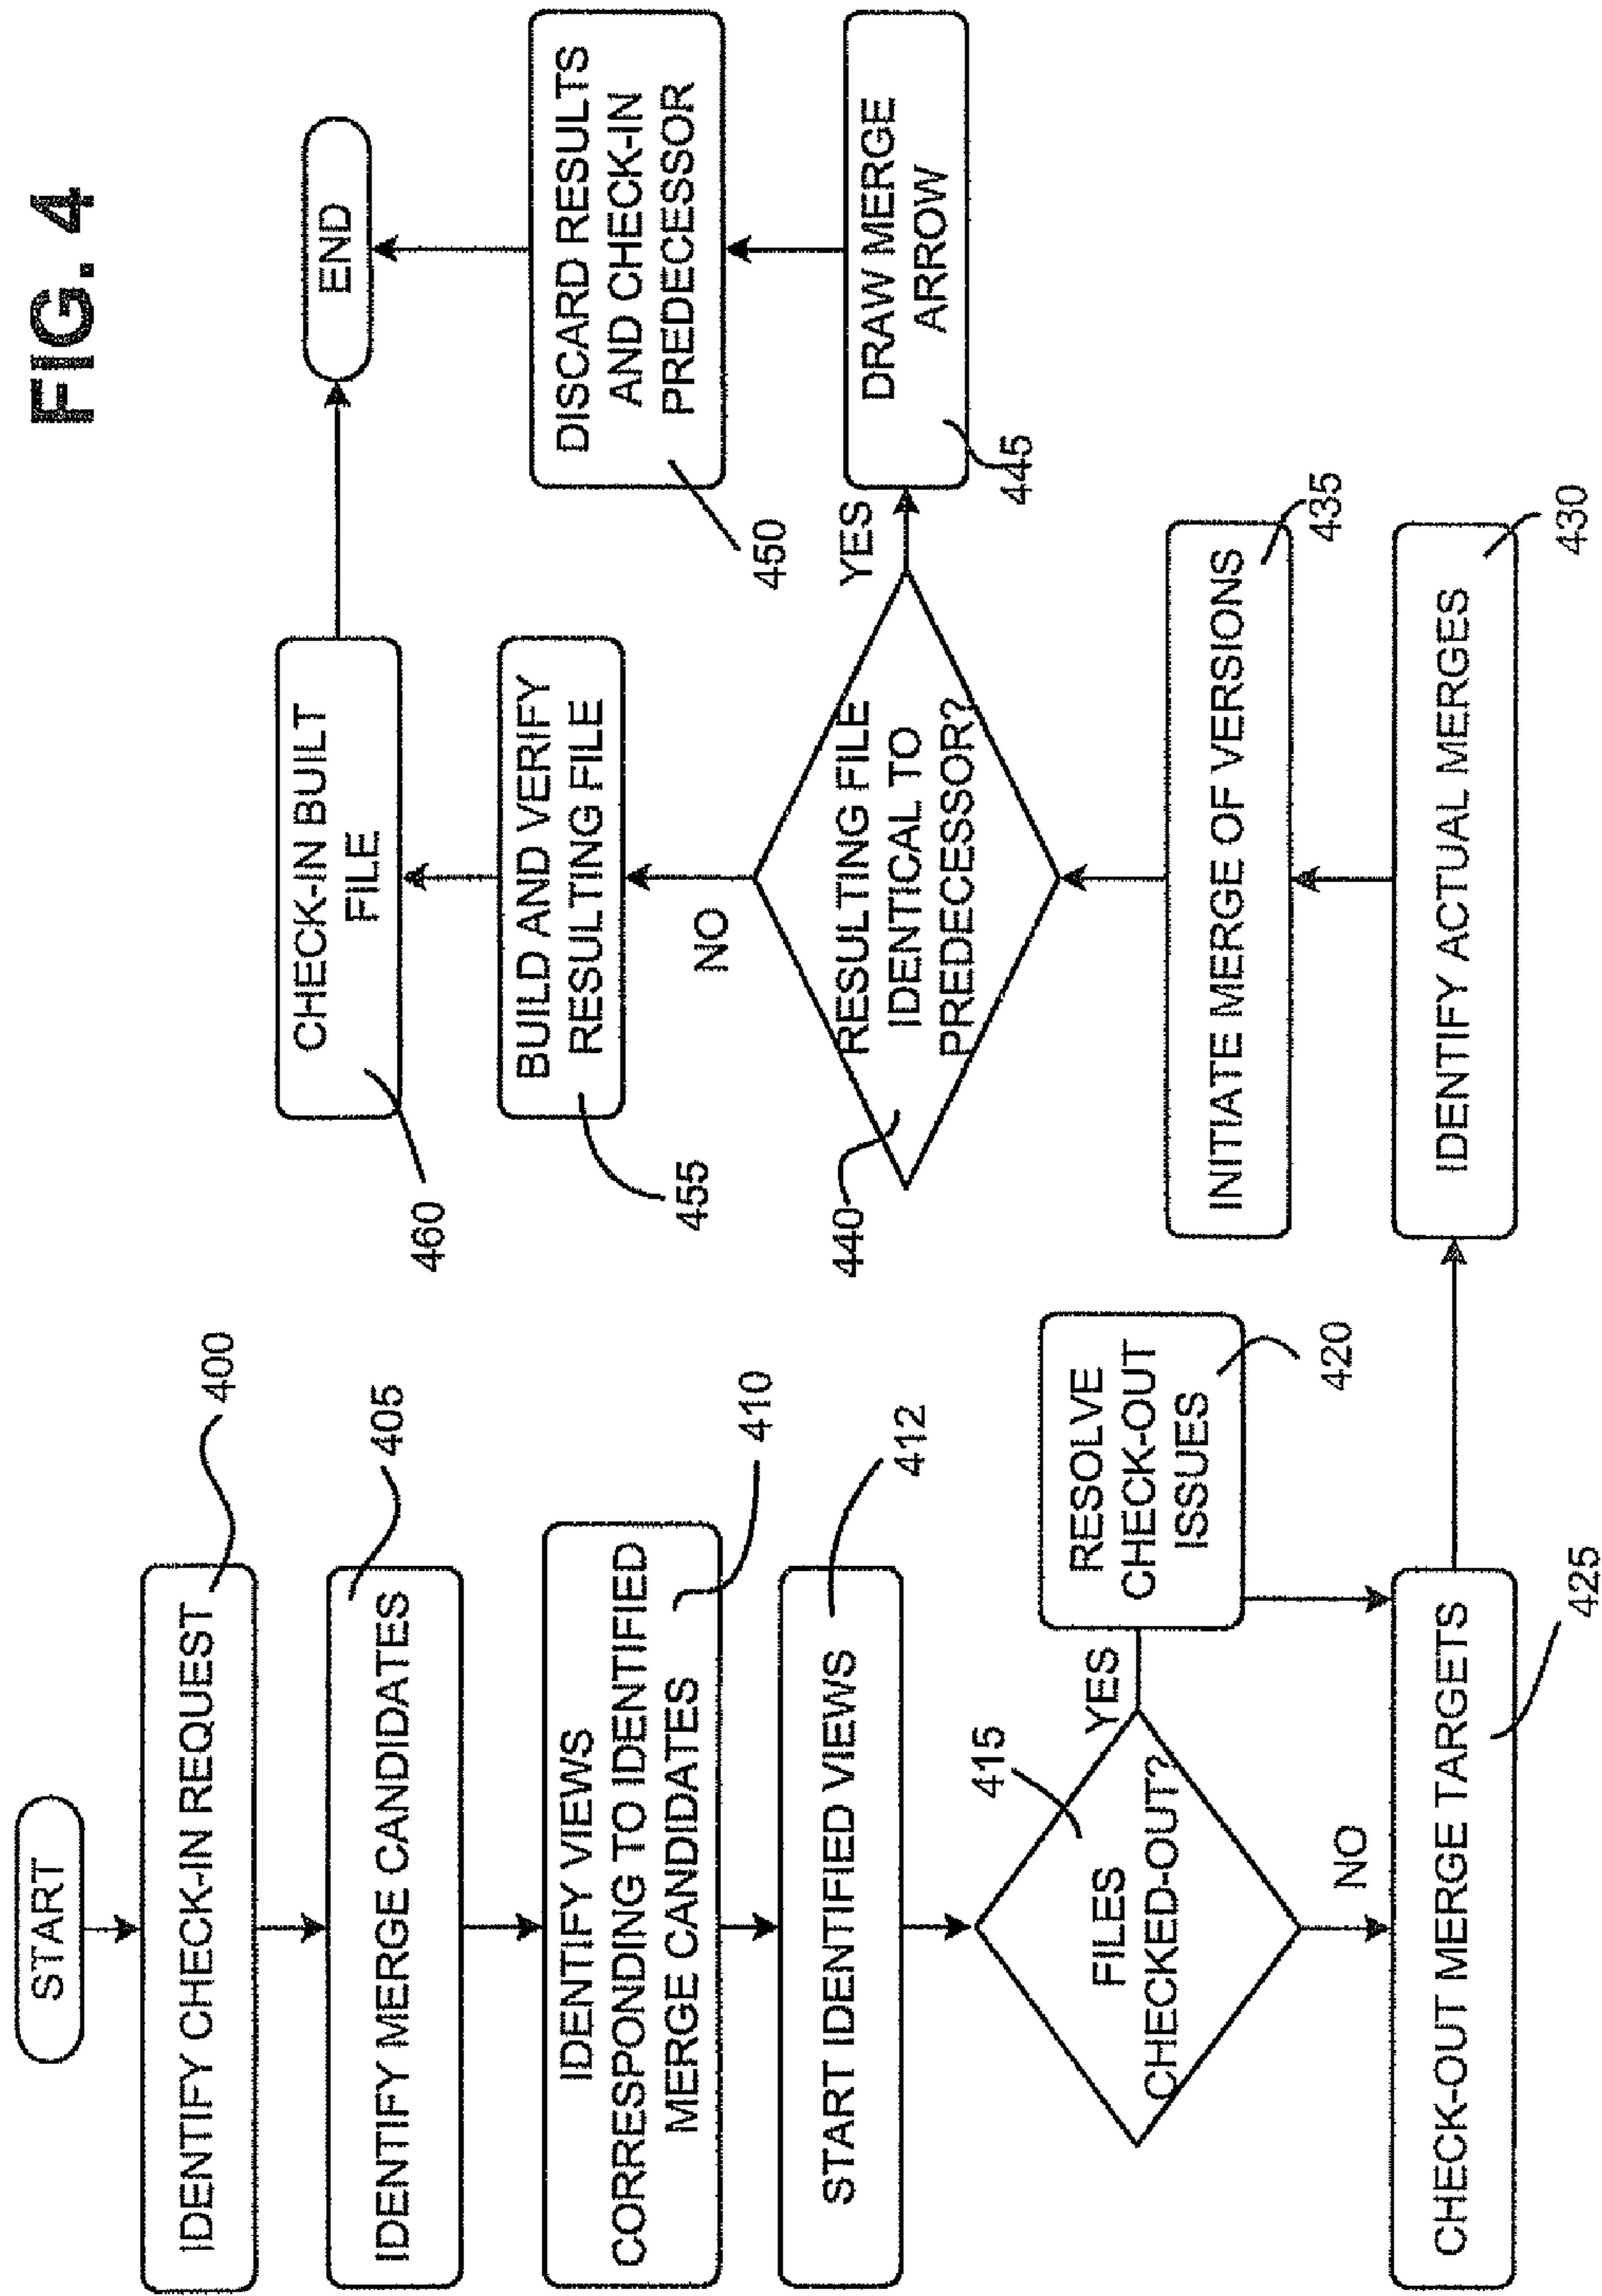 FIG. 4
START
IDENTIFY CHECK-IN REQUEST
400
IDENTIFY MERGE CANDIDATES
405
IDENTIFY VIEWS
CORRESPONDING TO IDENTIFIED
MERGE CANDIDATES
410
START IDENTIFIED VIEWS
412
FILES
CHECKED-OUT?
415
YES
RESOLVE
CHECK-OUT
ISSUES
420
NO
CHECK-OUT MERGE TARGETS
425
IDENTIFY ACTUAL MERGES
430
INITIATE MERGE OF VERSIONS
435
RESULTING FILE
IDENTICAL TO
PREDECESSOR?
440
YES
DRAW MERGE
ARROW
445
DISCARD RESULTS
AND CHECK-IN
PREDECESSOR
450
NO
BUILD AND VERIFY
RESULTING FILE
455
CHECK-IN BUILT
FILE
460
END